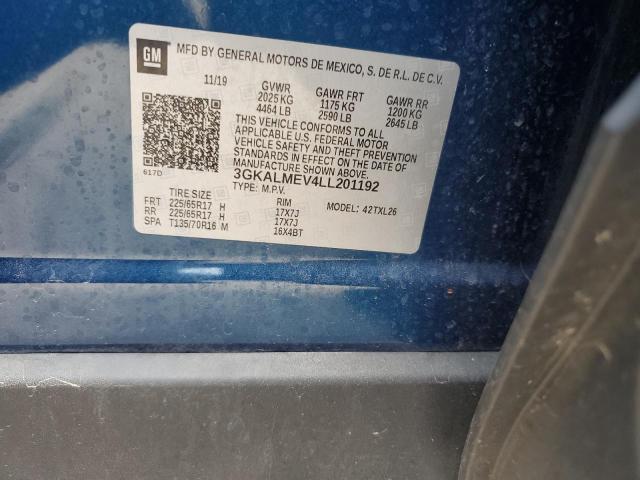 GM
MFD BY GENERAL MOTORS DE MEXICO, S. DE R.L. DE C.V.
11/19 GVWR GAWR FRT GAWR RR
2025 KG 1175 KG 1200 KG
4464 LB 2590 LB 2645 LB
THIS VEHICLE CONFORMS TO ALL
APPLICABLE U.S. FEDERAL MOTOR
VEHICLE SAFETY AND BUMPER
STANDARDS IN EFFECT ON THE DATE OF
MANUFACTURE SHOWN ABOVE.
617D 3GKALMEV4LL201192
TYPE: M.P.V. MODEL: 42TXL26
TIRE SIZE RIM
FRT 225/65R17 H 17X7J
RR 225/65R17 H 17X7J
SPA T135/70R16 M 16X4BT